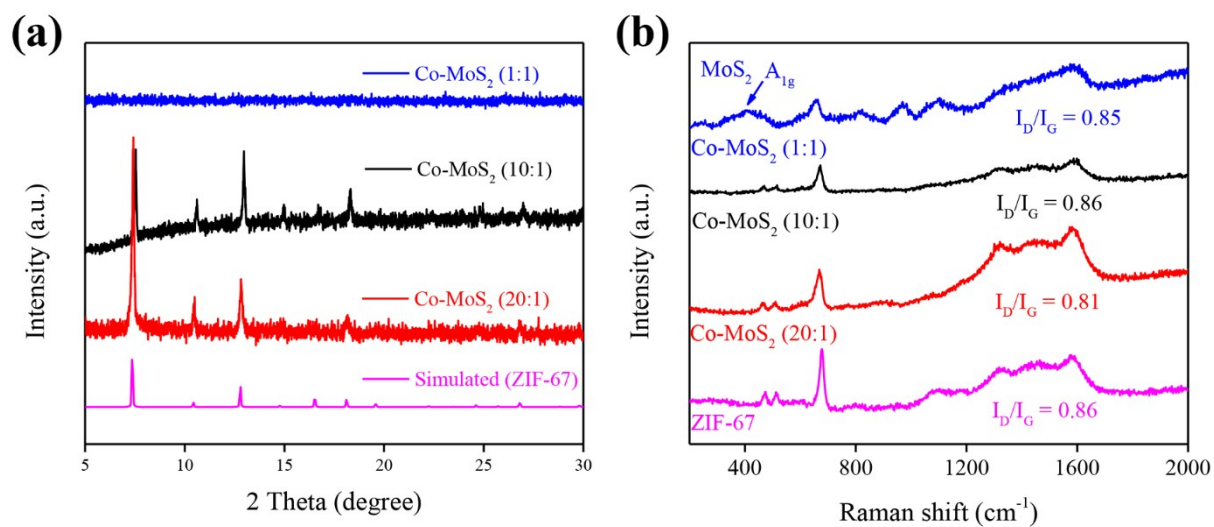 (a)
Co-MoS2 (1:1)
Co-MoS2 (10:1)
Co-MoS2 (20:1)
Simulated (ZIF-67)
Intensity (a.u.)
5 10 15 20 25 30
2 Theta (degree)
(b)
MoS2 A1g
ID/IG = 0.85
Co-MoS2 (1:1)
ID/IG = 0.86
Co-MoS2 (10:1)
ID/IG = 0.81
Co-MoS2 (20:1)
ID/IG = 0.86
ZIF-67
Intensity (a.u.)
400 800 1200 1600 2000
Raman shift (cm-1)